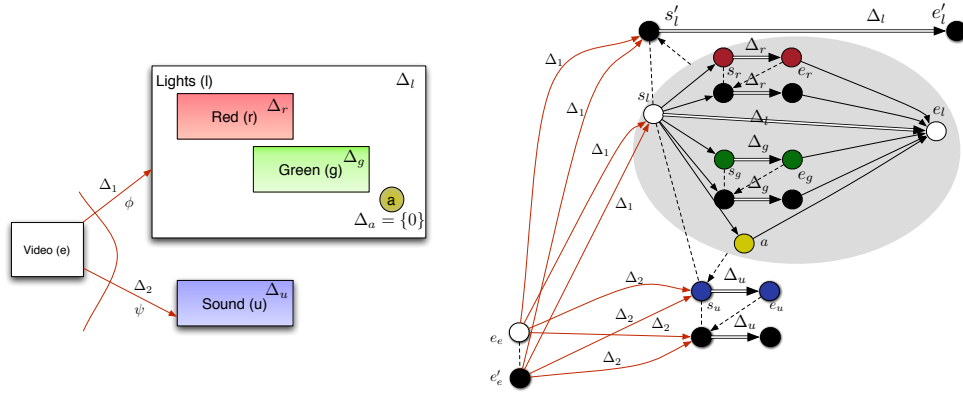 Lights (l)
Δ_l
Δ_r
Red (r)
Δ_g
Green (g)
a
Δ_a = {0}
Δ_1
ϕ
Video (e)
Δ_2
ψ
Δ_u
Sound (u)
s'_l
Δ_l
e'_l
Δ_1
Δ_r
s_r
e_r
Δ_r
Δ_1
s_l
Δ_l
e_l
Δ_1
Δ_g
s_g
e_g
Δ_g
Δ_1
a
Δ_2
Δ_u
s_u
e_u
Δ_2
Δ_2
Δ_u
e_e
Δ_2
e'_e